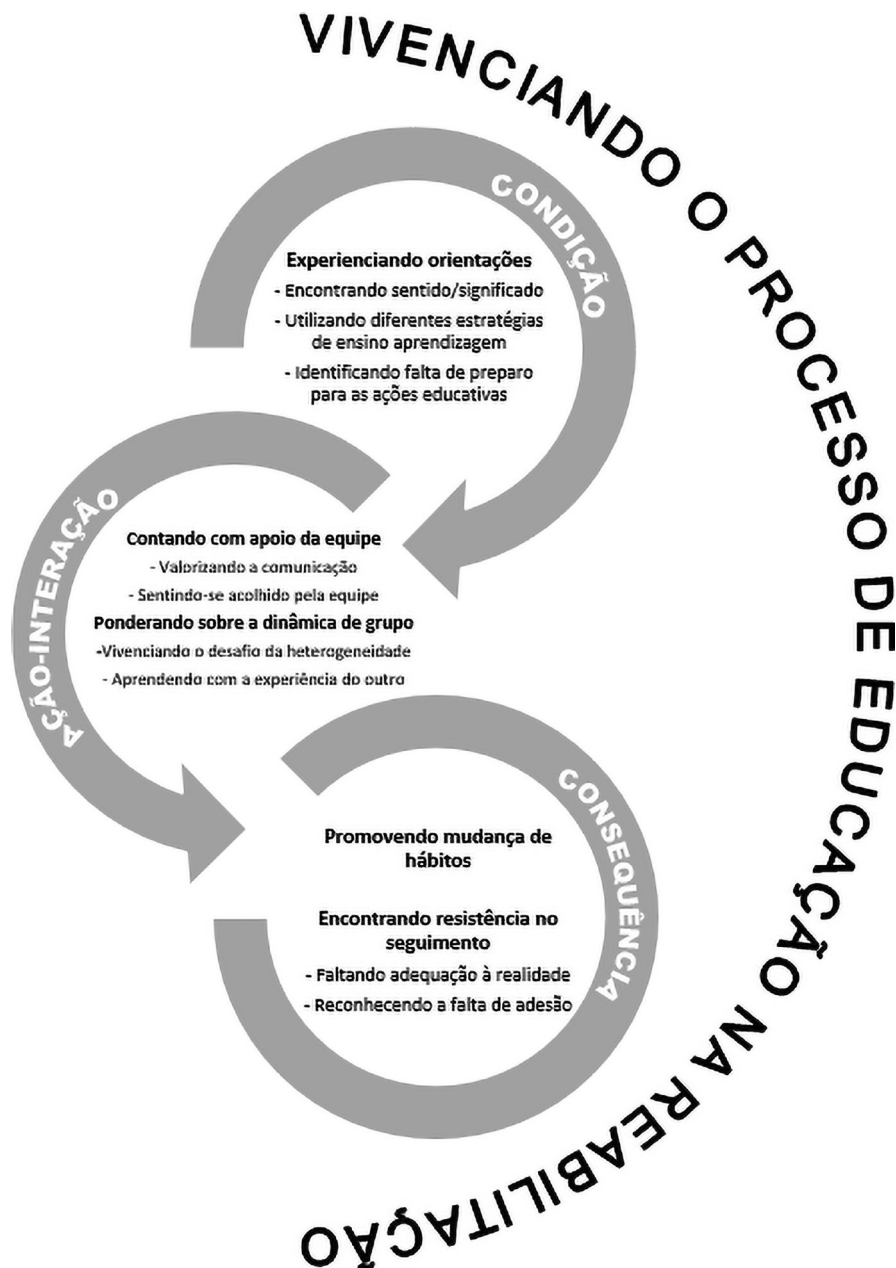 VIVENCIANDO O PROCESSO DE EDUCAÇÃO NA REABILITAÇÃO
CONDIÇÃO
Experienciando orientações
- Encontrando sentido/significado
- Utilizando diferentes estratégias
de ensino aprendizagem
- Identificando falta de preparo
para as ações educativas
AÇÃO-INTERAÇÃO
Contando com apoio da equipe
- Valorizando a comunicação
- Sentindo-se acolhido pela equipe
Ponderando sobre a dinâmica de grupo
-Vivenciando o desafio da heterogeneidade
- Aprendendo com a experiência do outro
CONSEQUÊNCIA
Promovendo mudança de
hábitos
Encontrando resistência no
seguimento
- Faltando adequação à realidade
- Reconhecendo a falta de adesão